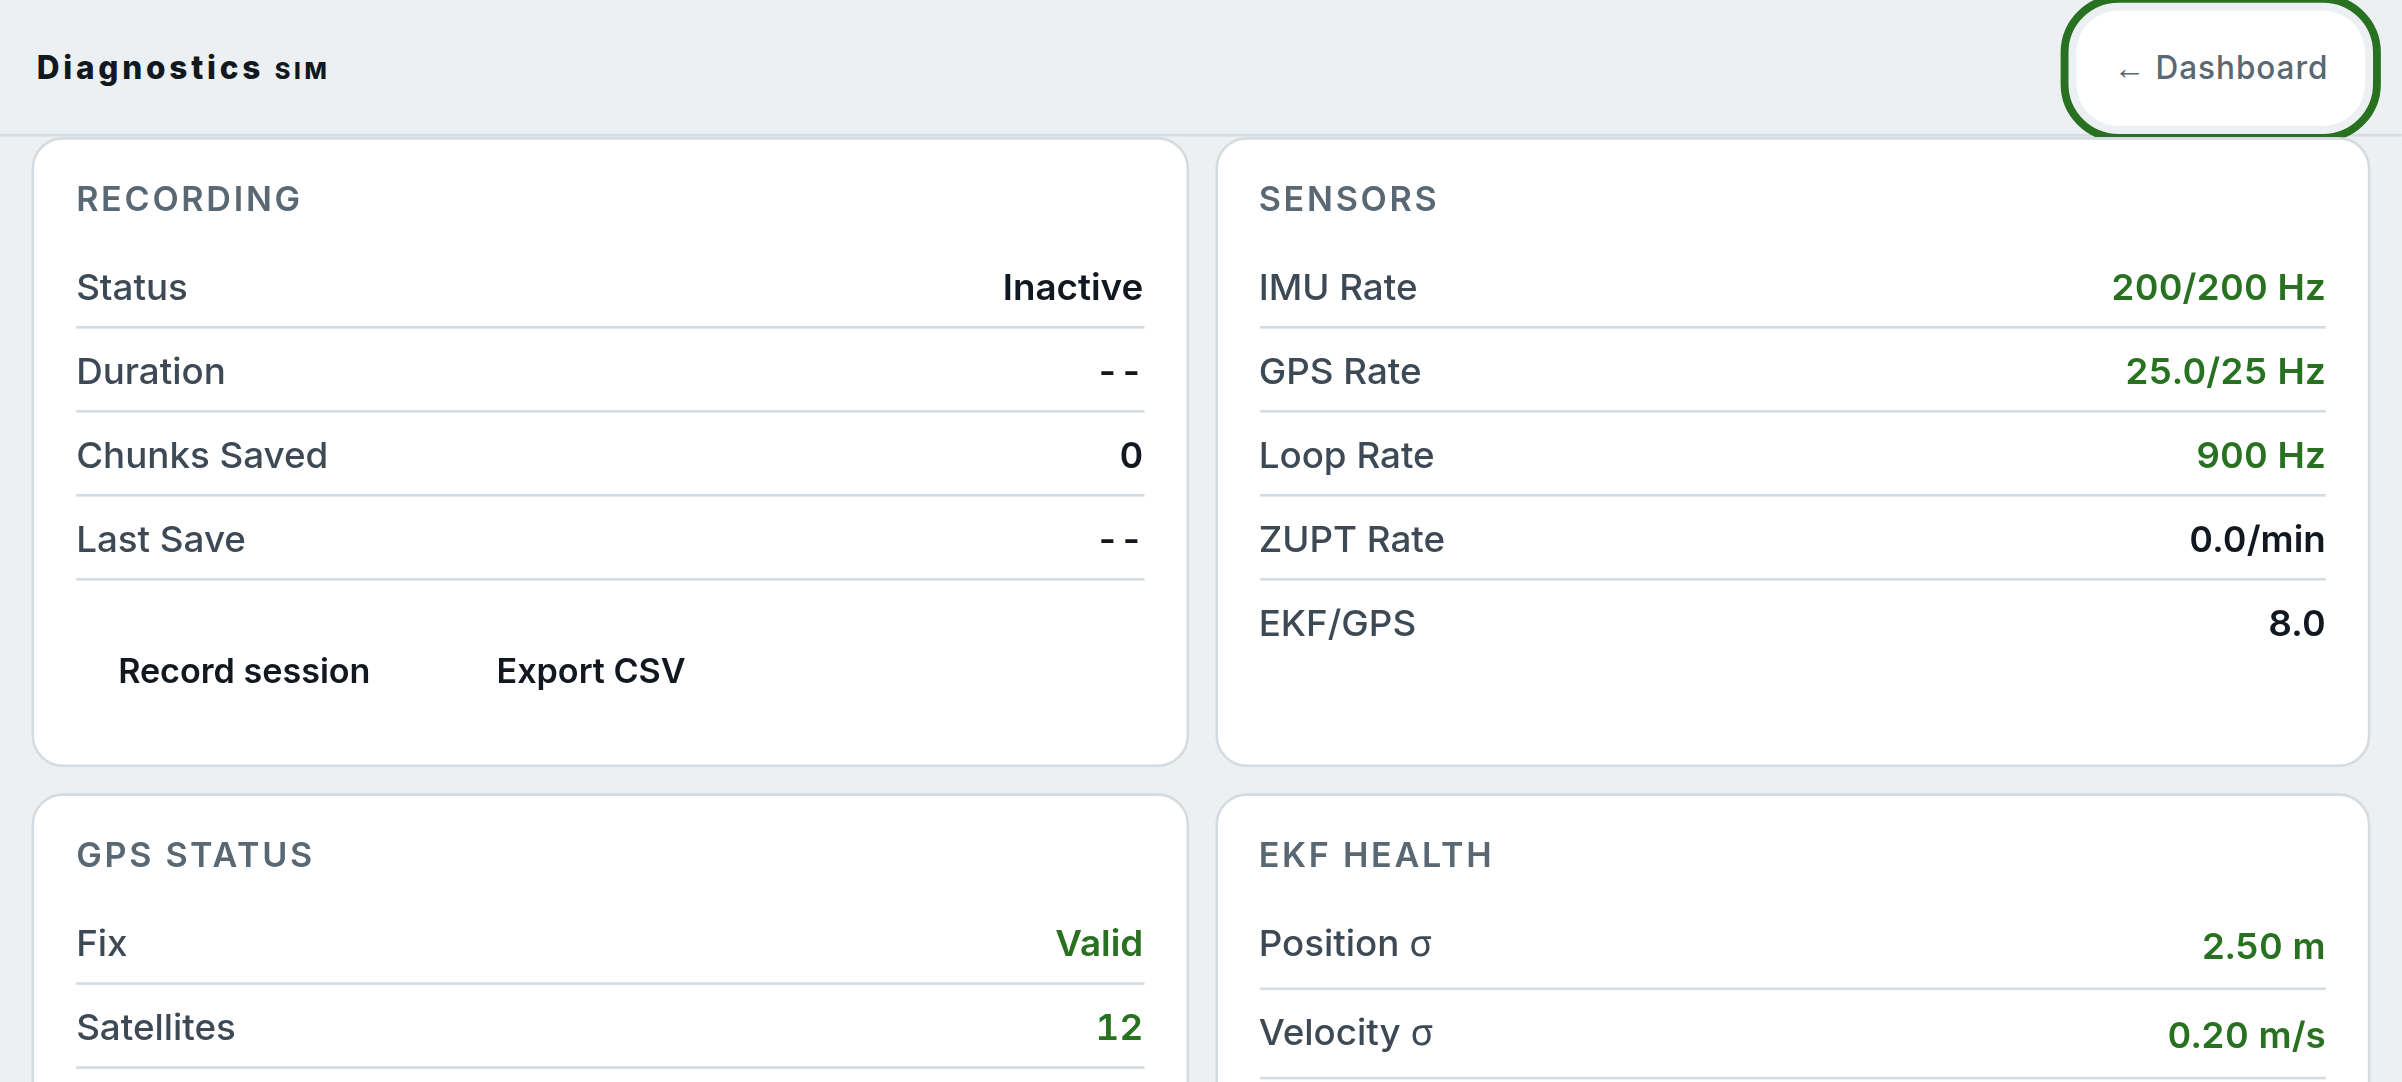 Diagnostics SIM
← Dashboard
RECORDING
Status Inactive
Duration --
Chunks Saved 0
Last Save --
Record session Export CSV
SENSORS
IMU Rate 200/200 Hz
GPS Rate 25.0/25 Hz
Loop Rate 900 Hz
ZUPT Rate 0.0/min
EKF/GPS 8.0
GPS STATUS
Fix Valid
Satellites 12
EKF HEALTH
Position σ 2.50 m
Velocity σ 0.20 m/s